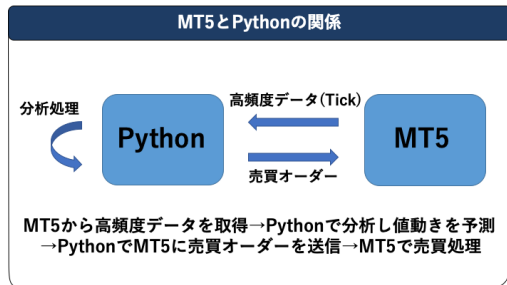 MT5とPythonの関係
分析処理
高頻度データ(Tick)
Python
MT5
売買オーダー
MT5から高頻度データを取得→Pythonで分析し値動きを予測
→PythonでMT5に売買オーダーを送信→MT5で売買処理